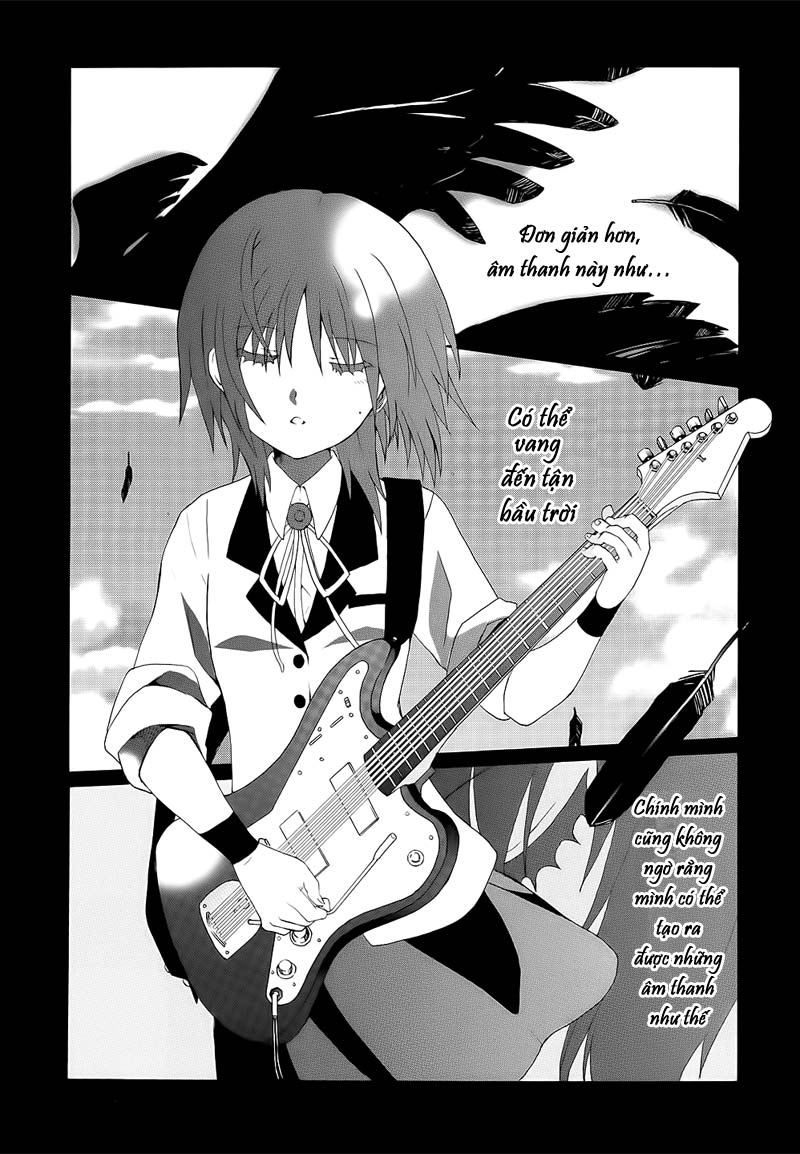 Đơn giản hơn,
âm thanh này như...
Có thể
vang
đến tận
bầu trời
Chính mình
cũng không
ngờ rằng
mình có thể
tạo ra
được những
âm thanh
như thế